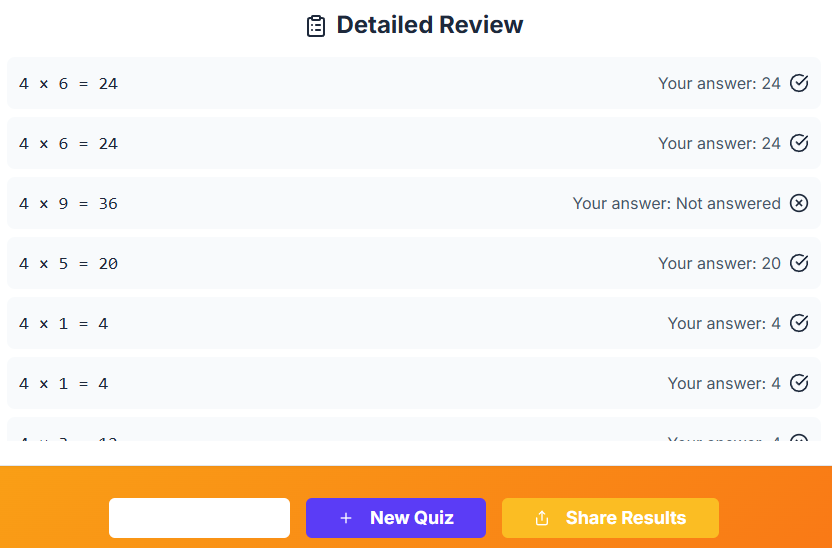 Detailed Review
4 x 6 = 24 Your answer: 24
4 x 6 = 24 Your answer: 24
4 x 9 = 36 Your answer: Not answered
4 x 5 = 20 Your answer: 20
4 x 1 = 4 Your answer: 4
4 x 1 = 4 Your answer: 4
Your answer:
+ New Quiz Share Results